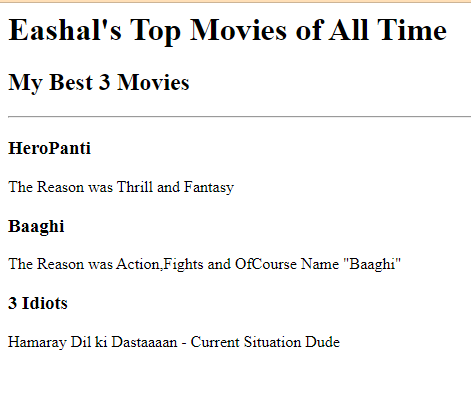 Eashal's Top Movies of All Time
My Best 3 Movies
HeroPanti
The Reason was Thrill and Fantasy
Baaghi
The Reason was Action,Fights and OfCourse Name "Baaghi"
3 Idiots
Hamaray Dil ki Dastaaaan - Current Situation Dude